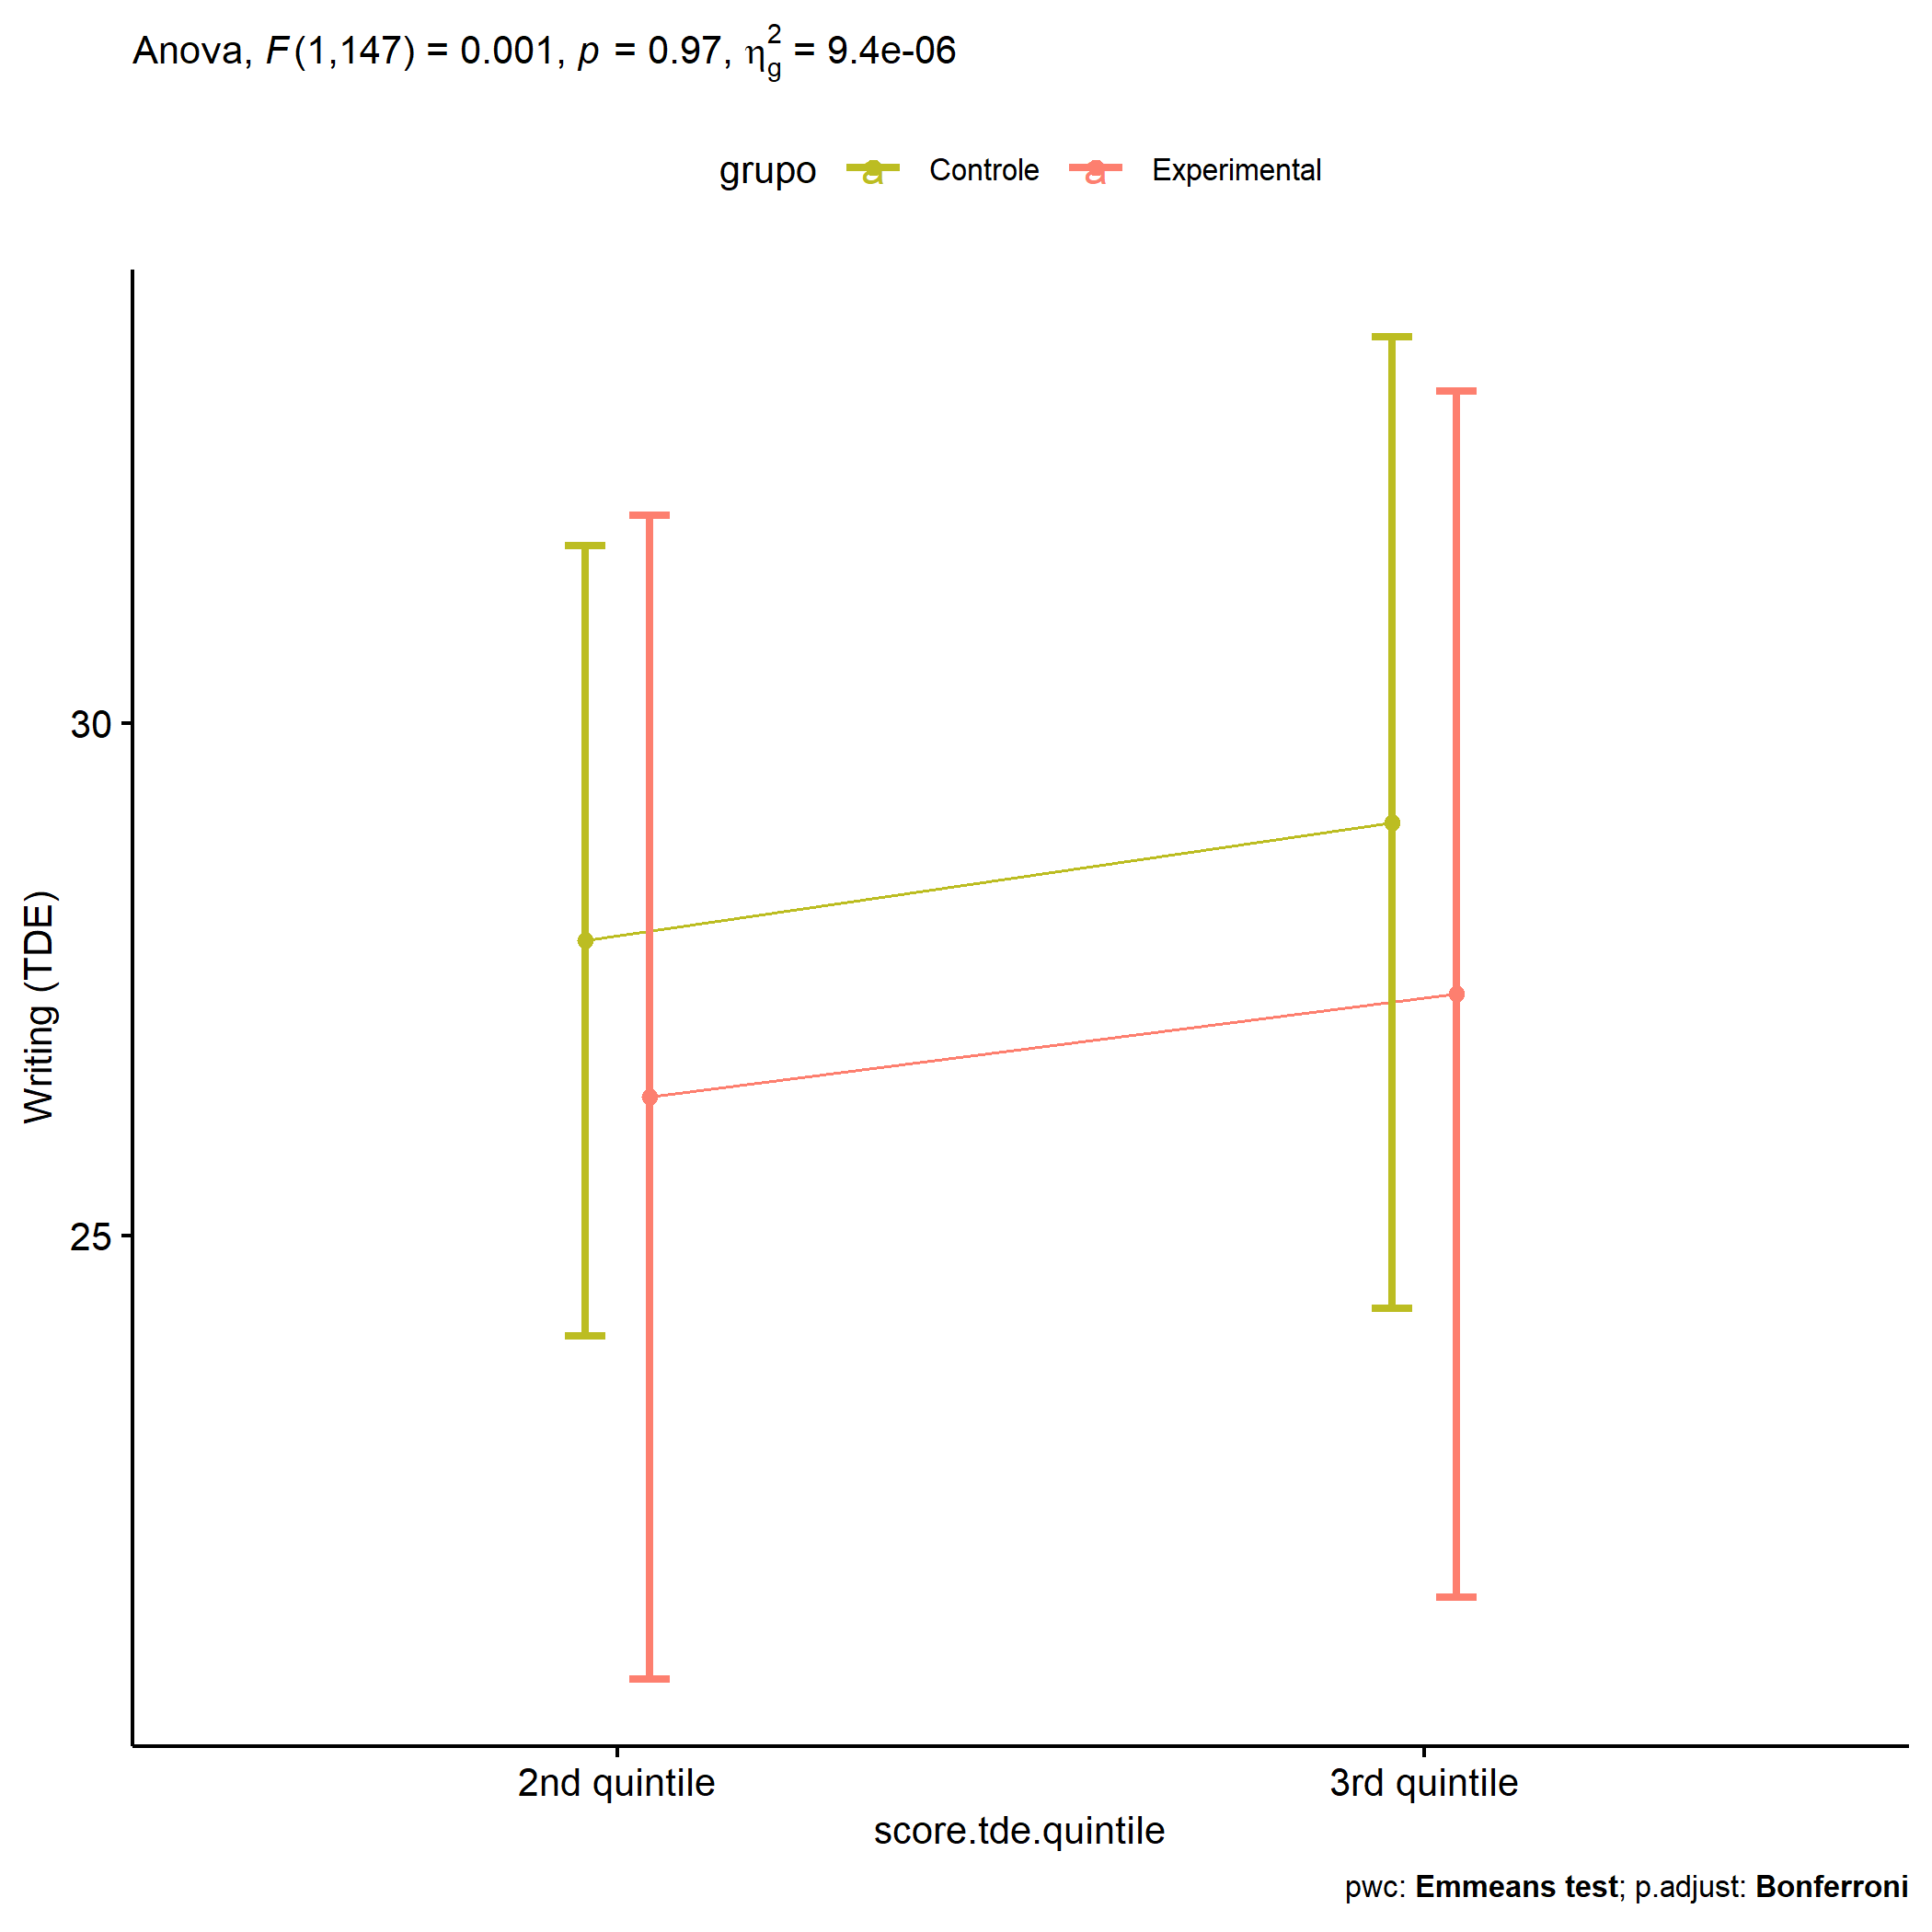 Anova, F(1,147) = 0.001, p = 0.97, η²g = 9.4e-06
grupo a Controle a Experimental
30
25
Writing (TDE)
2nd quintile 3rd quintile
score.tde.quintile
pwc: Emmeans test; p.adjust: Bonferroni